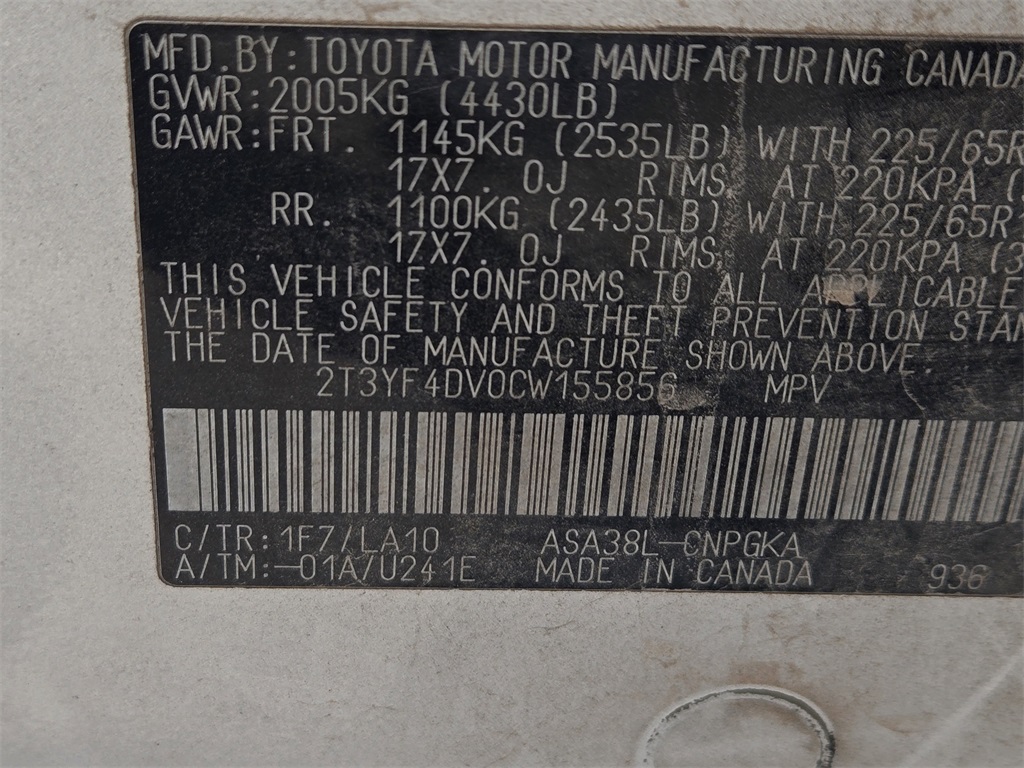 MFD.BY:TOYOTA MOTOR MANUFACTURING CANADA
GVWR:2005KG (4430LB)
GAWR:FRT. 1145KG (2535LB) WITH 225/65R
17X7.0J RIMS, AT 220KPA (
RR. 1100KG (2435LB) WITH 225/65R1
17X7.0J RIMS, AT 220KPA (3
THIS VEHICLE CONFORMS TO ALL APPLICABLE
VEHICLE SAFETY AND THEFT PREVENTION STAN
THE DATE OF MANUFACTURE SHOWN ABOVE.
2T3YF4DV0CW155856 MPV
C/TR:1F7/LA10 ASA38L-CNPGKA
A/TM:-01A/U241E MADE IN CANADA 936